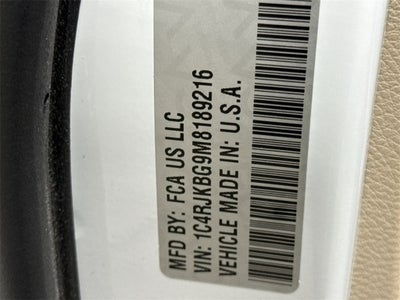 MFD BY: FCA US LLC
VIN: 1C4RJKBG9M8189216
VEHICLE MADE IN: U.S.A.